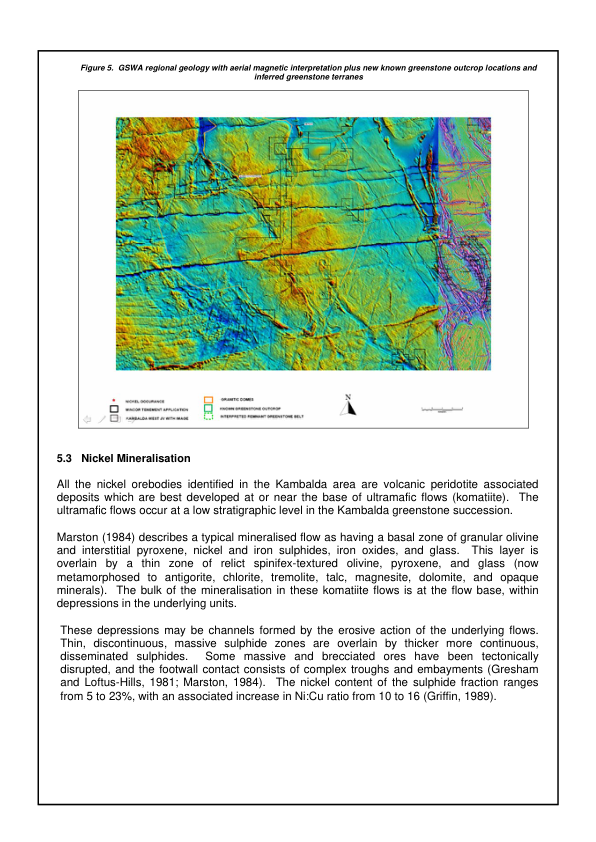 Figure 5. GSWA regional geology with aerial magnetic interpretation plus new known greenstone outcrop locations and
inferred greenstone terranes
NICKEL INSURANCE
MINCOR TENEMENT APPLICATION
KAMBALDA WEST JV WITH IMAGE
GRANITIC DOMES
KNOWN GREENSTONE OUTCROP
INTERPRETED REMNANT GREENSTONE BELT
N
5.3 Nickel Mineralisation
All the nickel orebodies identified in the Kambalda area are volcanic peridotite associated
deposits which are best developed at or near the base of ultramafic flows (komatiite). The
ultramafic flows occur at a low stratigraphic level in the Kambalda greenstone succession.
Marston (1984) describes a typical mineralised flow as having a basal zone of granular olivine
and interstitial pyroxene, nickel and iron sulphides, iron oxides, and glass. This layer is
overlain by a thin zone of relict spinifex-textured olivine, pyroxene, and glass (now
metamorphosed to antigorite, chlorite, tremolite, talc, magnesite, dolomite, and opaque
minerals). The bulk of the mineralisation in these komatiite flows is at the flow base, within
depressions in the underlying units.
These depressions may be channels formed by the erosive action of the underlying flows.
Thin, discontinuous, massive sulphide zones are overlain by thicker more continuous,
disseminated sulphides. Some massive and brecciated ores have been tectonically
disrupted, and the footwall contact consists of complex troughs and embayments (Gresham
and Loftus-Hills, 1981; Marston, 1984). The nickel content of the sulphide fraction ranges
from 5 to 23%, with an associated increase in Ni:Cu ratio from 10 to 16 (Griffin, 1989).